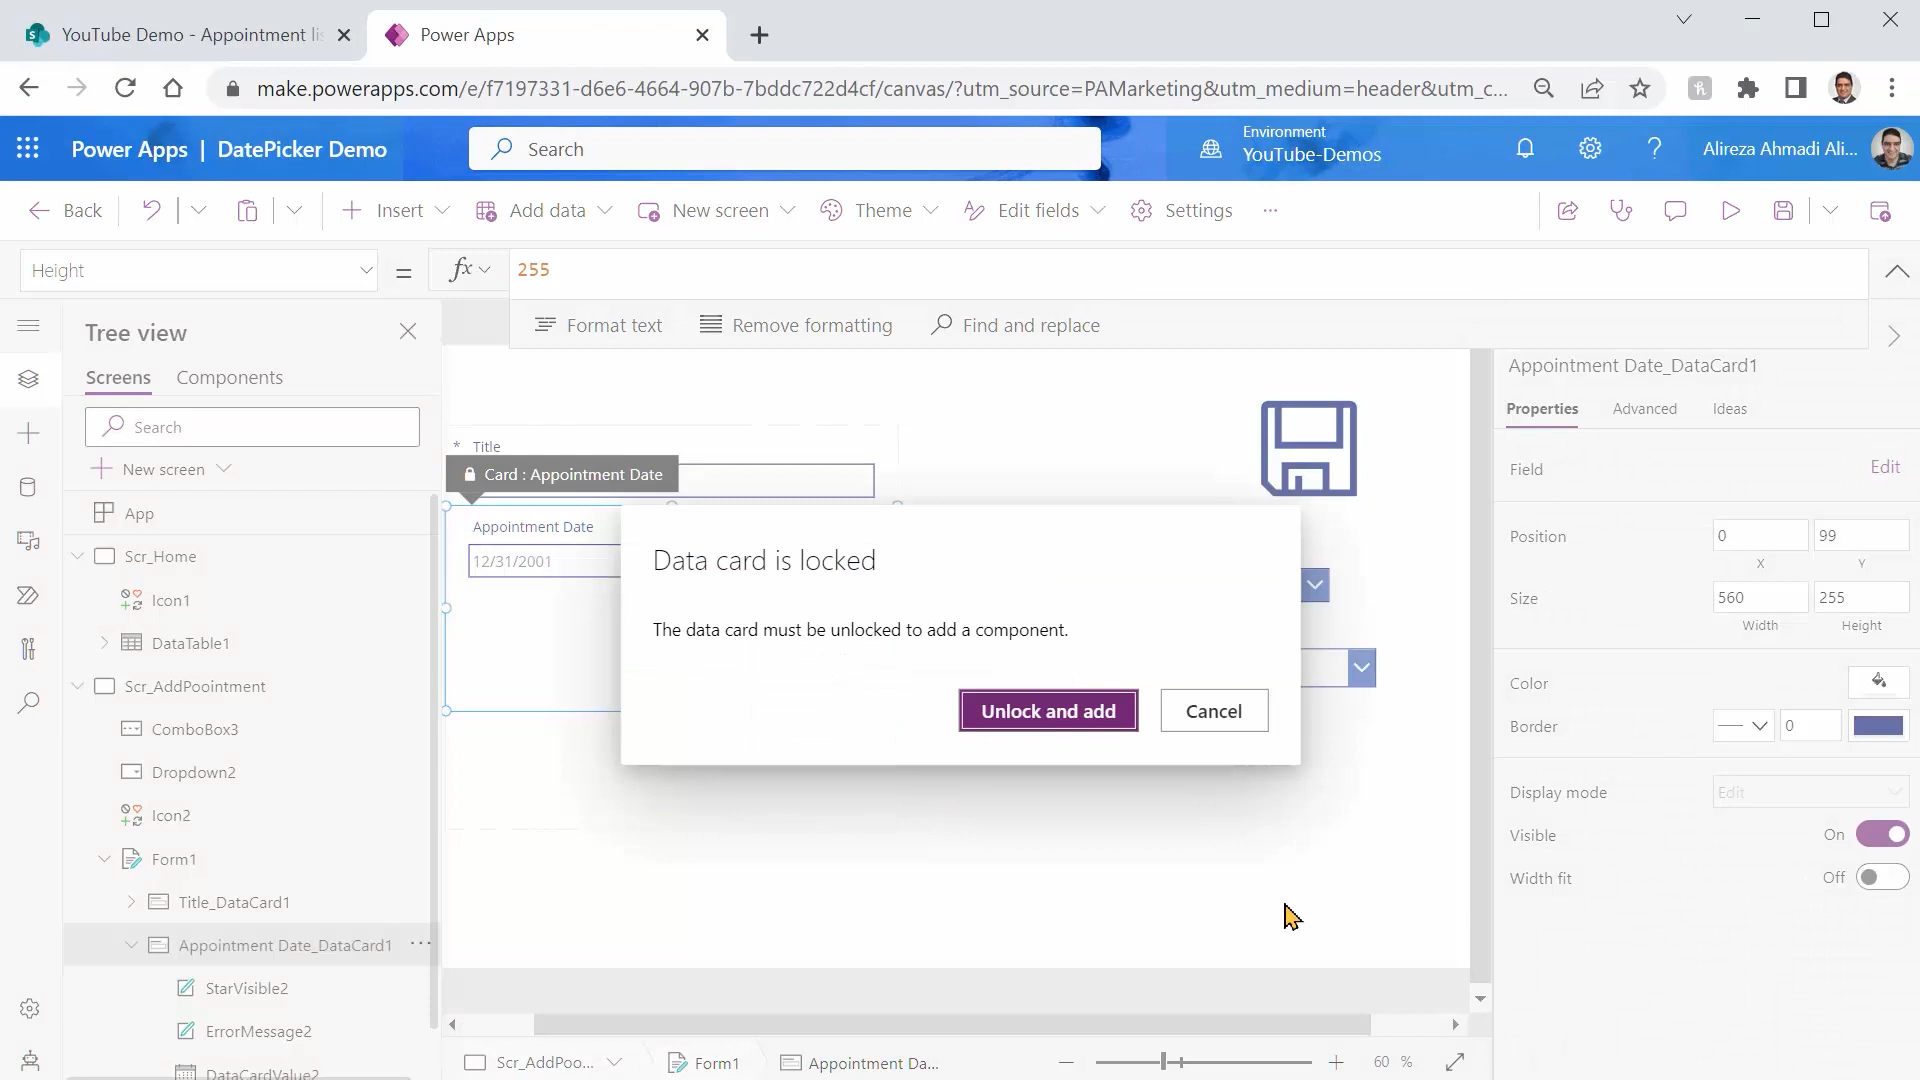 YouTube Demo - Appointment lis
Power Apps
make.powerapps.com/e/f7197331-d6e6-4664-907b-7bddc722d4cf/canvas/?utm_source=PAMarketing&utm_medium=header&utm_c...
Power Apps | DatePicker Demo
Search
Environment
YouTube-Demos
Alireza Ahmadi Ali...
Back
Insert
Add data
New screen
Theme
Edit fields
Settings
Height
=
fx
255
Format text
Remove formatting
Find and replace
Tree view
Screens
Components
Search
New screen
App
Scr_Home
Icon1
DataTable1
Scr_AddPoointment
ComboBox3
Dropdown2
Icon2
Form1
Title_DataCard1
Appointment Date_DataCard1
StarVisible2
ErrorMessage2
DataCardValue2
* Title
Card : Appointment Date
Appointment Date
12/31/2001
Data card is locked
The data card must be unlocked to add a component.
Unlock and add
Cancel
Appointment Date_DataCard1
Properties
Advanced
Ideas
Field
Edit
Position
0
99
X
Y
Size
560
255
Width
Height
Color
Border
0
Display mode
Edit
Visible
On
Width fit
Off
Scr_AddPoo...
Form1
Appointment Da...
60 %